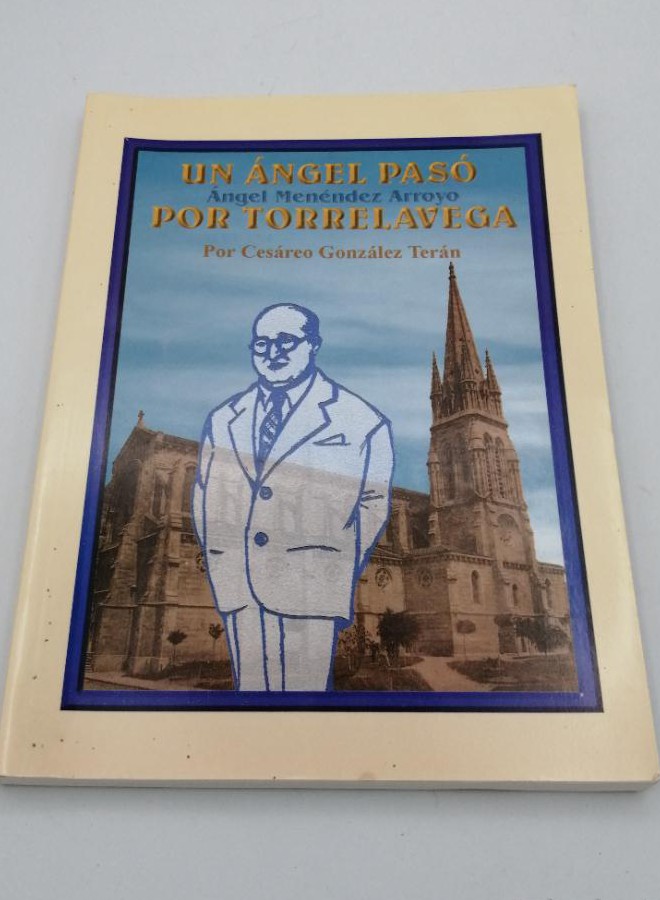 UN ÁNGEL PASÓ
Ángel Menéndez Arroyo
POR TORRELAVEGA
Por Cesáreo González Terán